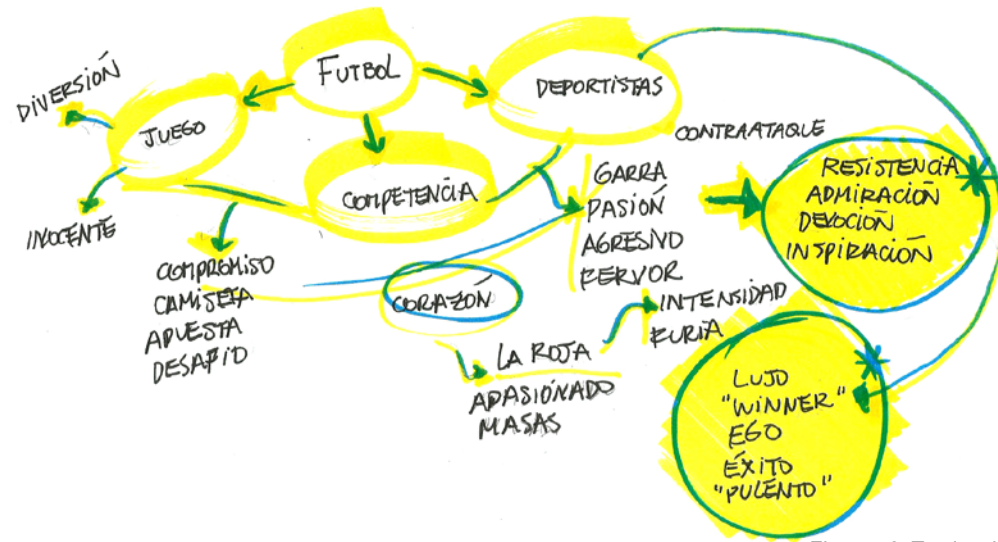 FUTBOL
DIVERSIÓN
JUEGO
INOCENTE
COMPETENCIA
DEPORTISTAS
CONTRAATAQUE
COMPROMISO
CAMISETA
APUESTA
DESAFIO
GARRA
PASIÓN
AGRESIVO
FERVOR
CORAZÓN
LA ROJA
APASIONADO
MASAS
INTENSIDAD
FURIA
RESISTENCIA
ADMIRACIÓN
DEVOCIÓN
INSPIRACIÓN
LUJO
"WINNER"
EGO
ÉXITO
"PULENTO"